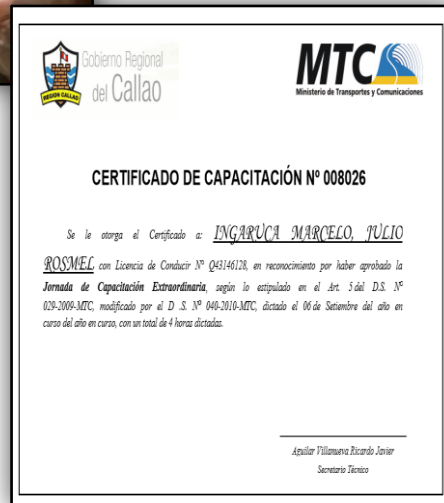 Gobierno Regional
del Callao
REGION CALLAO
MTC
Ministerio de Transportes y Comunicaciones
CERTIFICADO DE CAPACITACIÓN Nº 008026
Se le otorga el Certificado a: INGARUCA MARCELO, JULIO
ROSMEL con Licencia de Conducir Nº Q43146128, en reconocimiento por haber aprobado la
Jornada de Capacitación Extraordinaria, según lo estipulado en el Art. 5 del D.S. Nº
029-2009-MTC, modificado por el D .S. Nº 040-2010-MTC, dictado el 06 de Setiembre del año en
curso del año en curso, con un total de 4 horas dictadas.
Aguilar Villanueva Ricardo Javier
Secretario Técnico